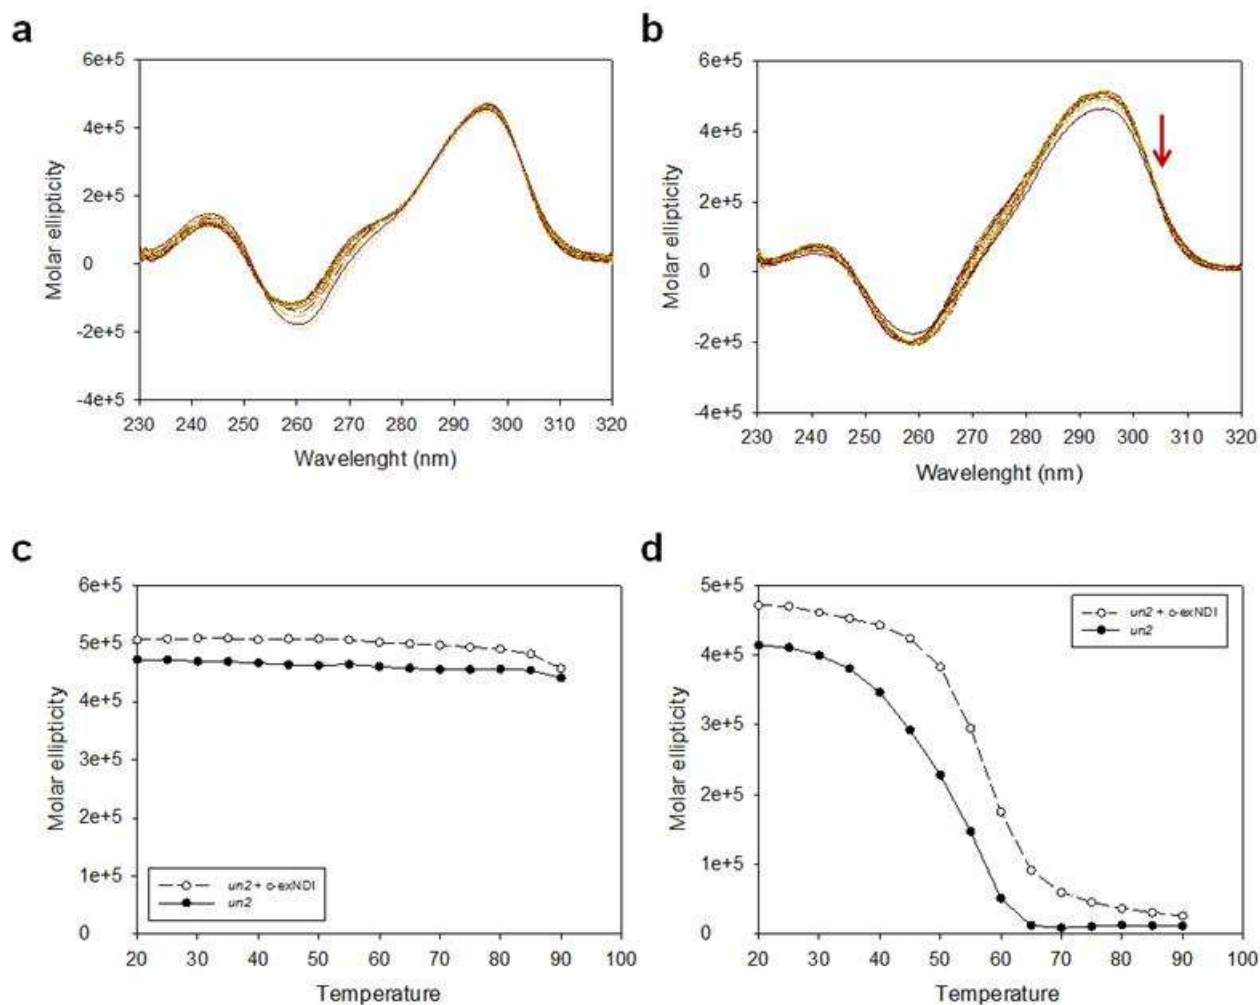 a
6e+5
4e+5
2e+5
0
-2e+5
-4e+5
Molar ellipticity
230 240 250 260 270 280 290 300 310 320
Wavelenght (nm)
b
6e+5
4e+5
2e+5
0
-2e+5
-4e+5
Molar ellipticity
230 240 250 260 270 280 290 300 310 320
Wavelenght (nm)
c
6e+5
5e+5
4e+5
3e+5
2e+5
1e+5
0
Molar ellipticity
un2 + c-exNDI
un2
20 30 40 50 60 70 80 90 100
Temperature
d
5e+5
4e+5
3e+5
2e+5
1e+5
0
Molar ellipticity
un2 + c-exNDI
un2
20 30 40 50 60 70 80 90 100
Temperature